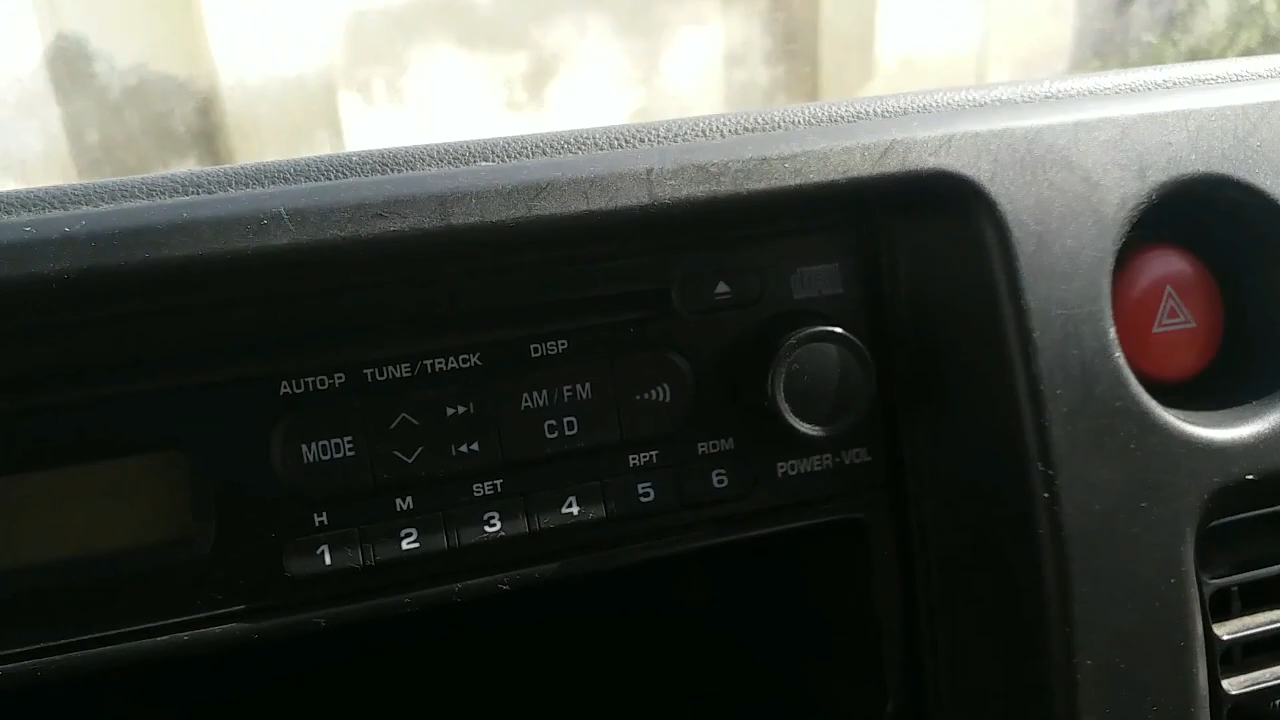 AUTO-P TUNE/TRACK DISP
MODE AM/FM
CD
H M SET RPT RDM
1 2 3 4 5 6
POWER-VOL